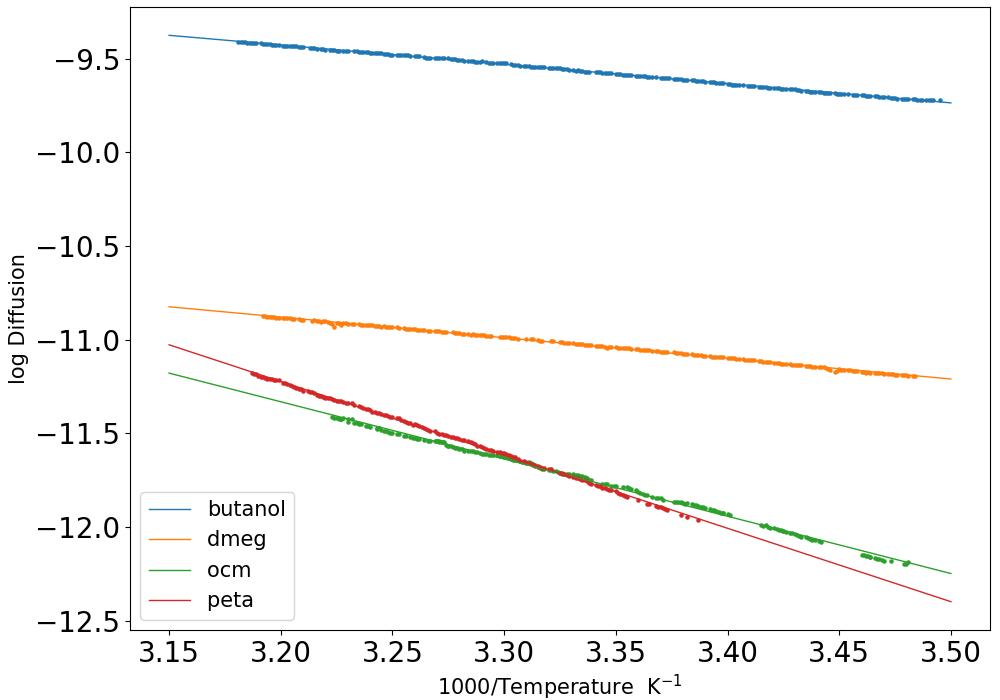 −9.5
−10.0
−10.5
−11.0
−11.5
−12.0
−12.5
log Diffusion
butanol
dmeg
ocm
peta
3.15 3.20 3.25 3.30 3.35 3.40 3.45 3.50
1000/Temperature K⁻¹